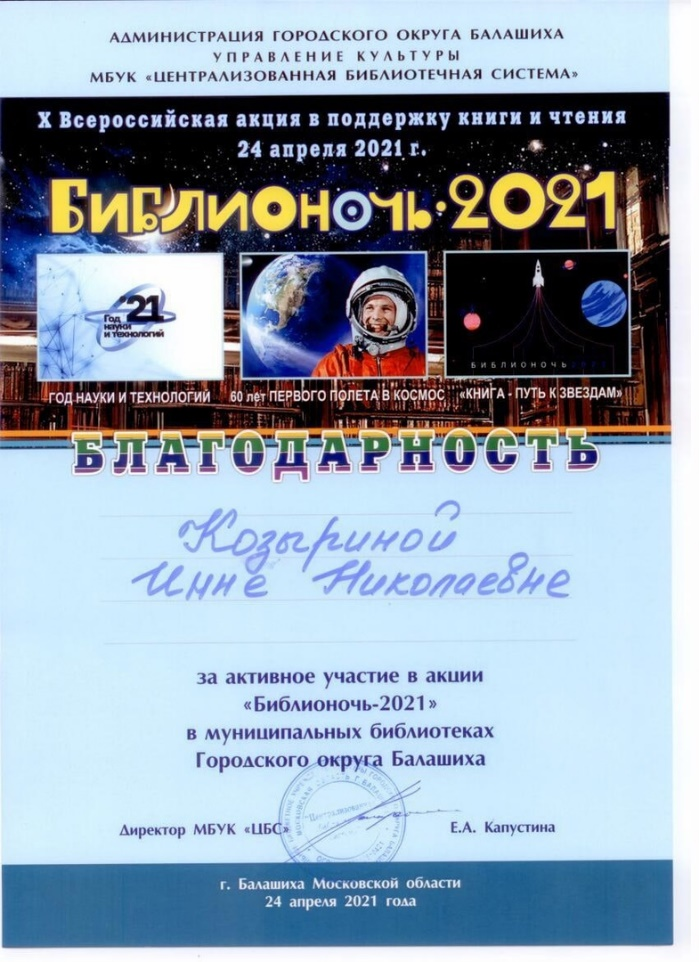 АДМИНИСТРАЦИЯ ГОРОДСКОГО ОКРУГА БАЛАШИХА
УПРАВЛЕНИЕ КУЛЬТУРЫ
МБУК «ЦЕНТРАЛИЗОВАННАЯ БИБЛИОТЕЧНАЯ СИСТЕМА»
X Всероссийская акция в поддержку книги и чтения
24 апреля 2021 г.
БИБЛИОНОЧЬ·2021
'21
Год
науки
и технологий
БИБЛИОНОЧЬ
ГОД НАУКИ И ТЕХНОЛОГИЙ
60 лет ПЕРВОГО ПОЛЕТА В КОСМОС
«КНИГА - ПУТЬ К ЗВЕЗДАМ»
БЛАГОДАРНОСТЬ
Козыриной
Инне Николаевне
за активное участие в акции
«Библионочь-2021»
в муниципальных библиотеках
Городского округа Балашиха
Директор МБУК «ЦБС»
Е.А. Капустина
г. Балашиха Московской области
24 апреля 2021 года